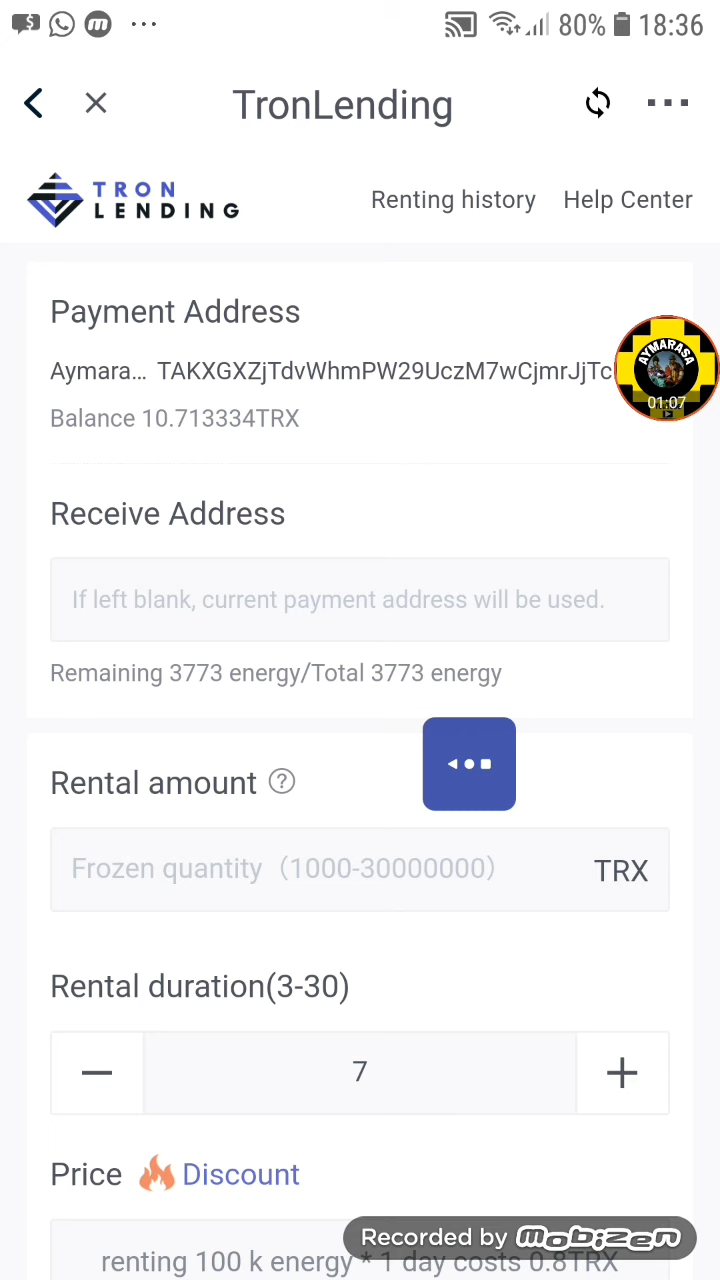 80% 18:36
TronLending
TRON
LENDING
Renting history Help Center
Payment Address
Aymara... TAKXGXZjTdvWhmPW29UczM7wCjmrJjTc
AYMARASA
01:07
Balance 10.713334TRX
Receive Address
If left blank, current payment address will be used.
Remaining 3773 energy/Total 3773 energy
Rental amount ?
Frozen quantity（1000-30000000） TRX
Rental duration(3-30)
— 7 +
Price Discount
Recorded by mobizen
renting 100 k energy * 1 day costs 0.8TRX